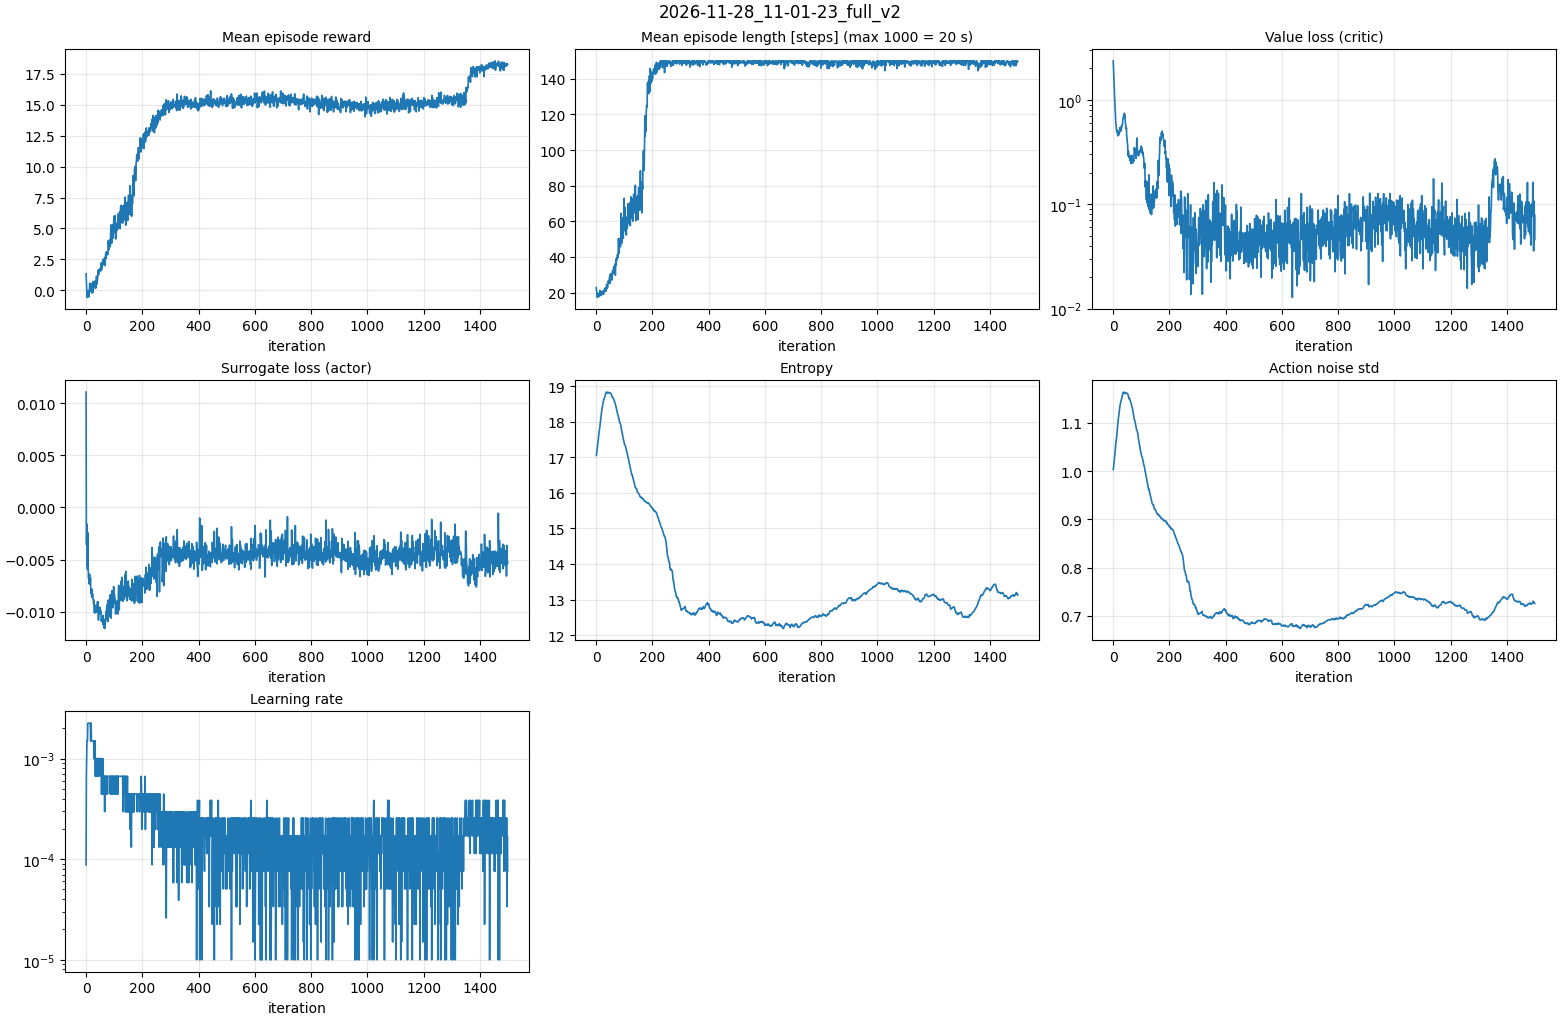 2026-11-28_11-01-23_full_v2
Mean episode reward
17.5
15.0
12.5
10.0
7.5
5.0
2.5
0.0
0 200 400 600 800 1000 1200 1400
iteration
Mean episode length [steps] (max 1000 = 20 s)
140
120
100
80
60
40
20
0 200 400 600 800 1000 1200 1400
iteration
Value loss (critic)
10⁰
10⁻¹
10⁻²
0 200 400 600 800 1000 1200 1400
iteration
Surrogate loss (actor)
0.010
0.005
0.000
−0.005
−0.010
0 200 400 600 800 1000 1200 1400
iteration
Entropy
19
18
17
16
15
14
13
12
0 200 400 600 800 1000 1200 1400
iteration
Action noise std
1.1
1.0
0.9
0.8
0.7
0 200 400 600 800 1000 1200 1400
iteration
Learning rate
10⁻³
10⁻⁴
10⁻⁵
0 200 400 600 800 1000 1200 1400
iteration